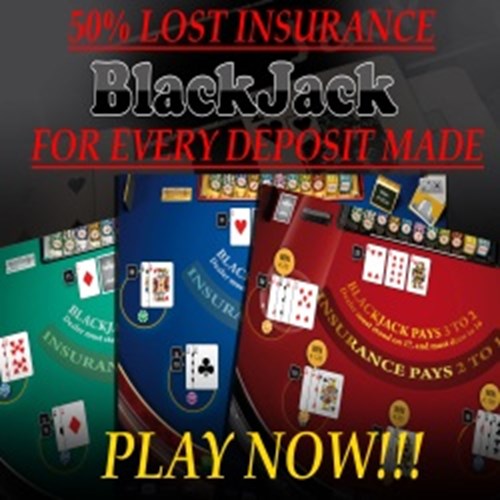 50% LOST INSURANCE
BlackJack
FOR EVERY DEPOSIT MADE
BLACKJACK PAYS 3 TO 2
INSURANCE PAYS 2 TO 1
PLAY NOW!!!